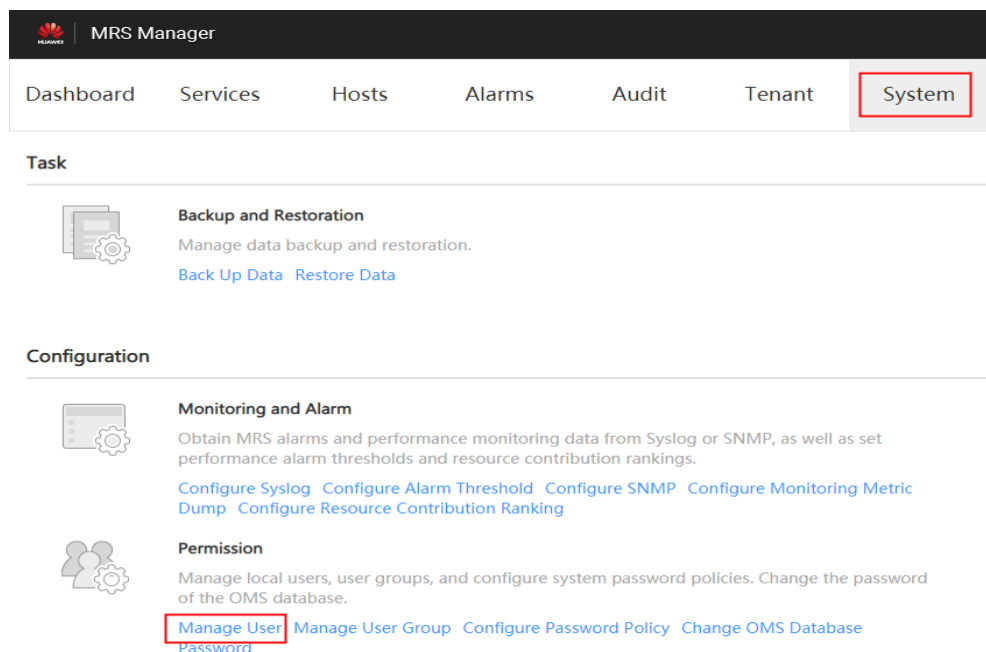 HUAWEI
MRS Manager
Dashboard Services Hosts Alarms Audit Tenant System
Task
Backup and Restoration
Manage data backup and restoration.
Back Up Data Restore Data
Configuration
Monitoring and Alarm
Obtain MRS alarms and performance monitoring data from Syslog or SNMP, as well as set
performance alarm thresholds and resource contribution rankings.
Configure Syslog Configure Alarm Threshold Configure SNMP Configure Monitoring Metric
Dump Configure Resource Contribution Ranking
Permission
Manage local users, user groups, and configure system password policies. Change the password
of the OMS database.
Manage User Manage User Group Configure Password Policy Change OMS Database
Password